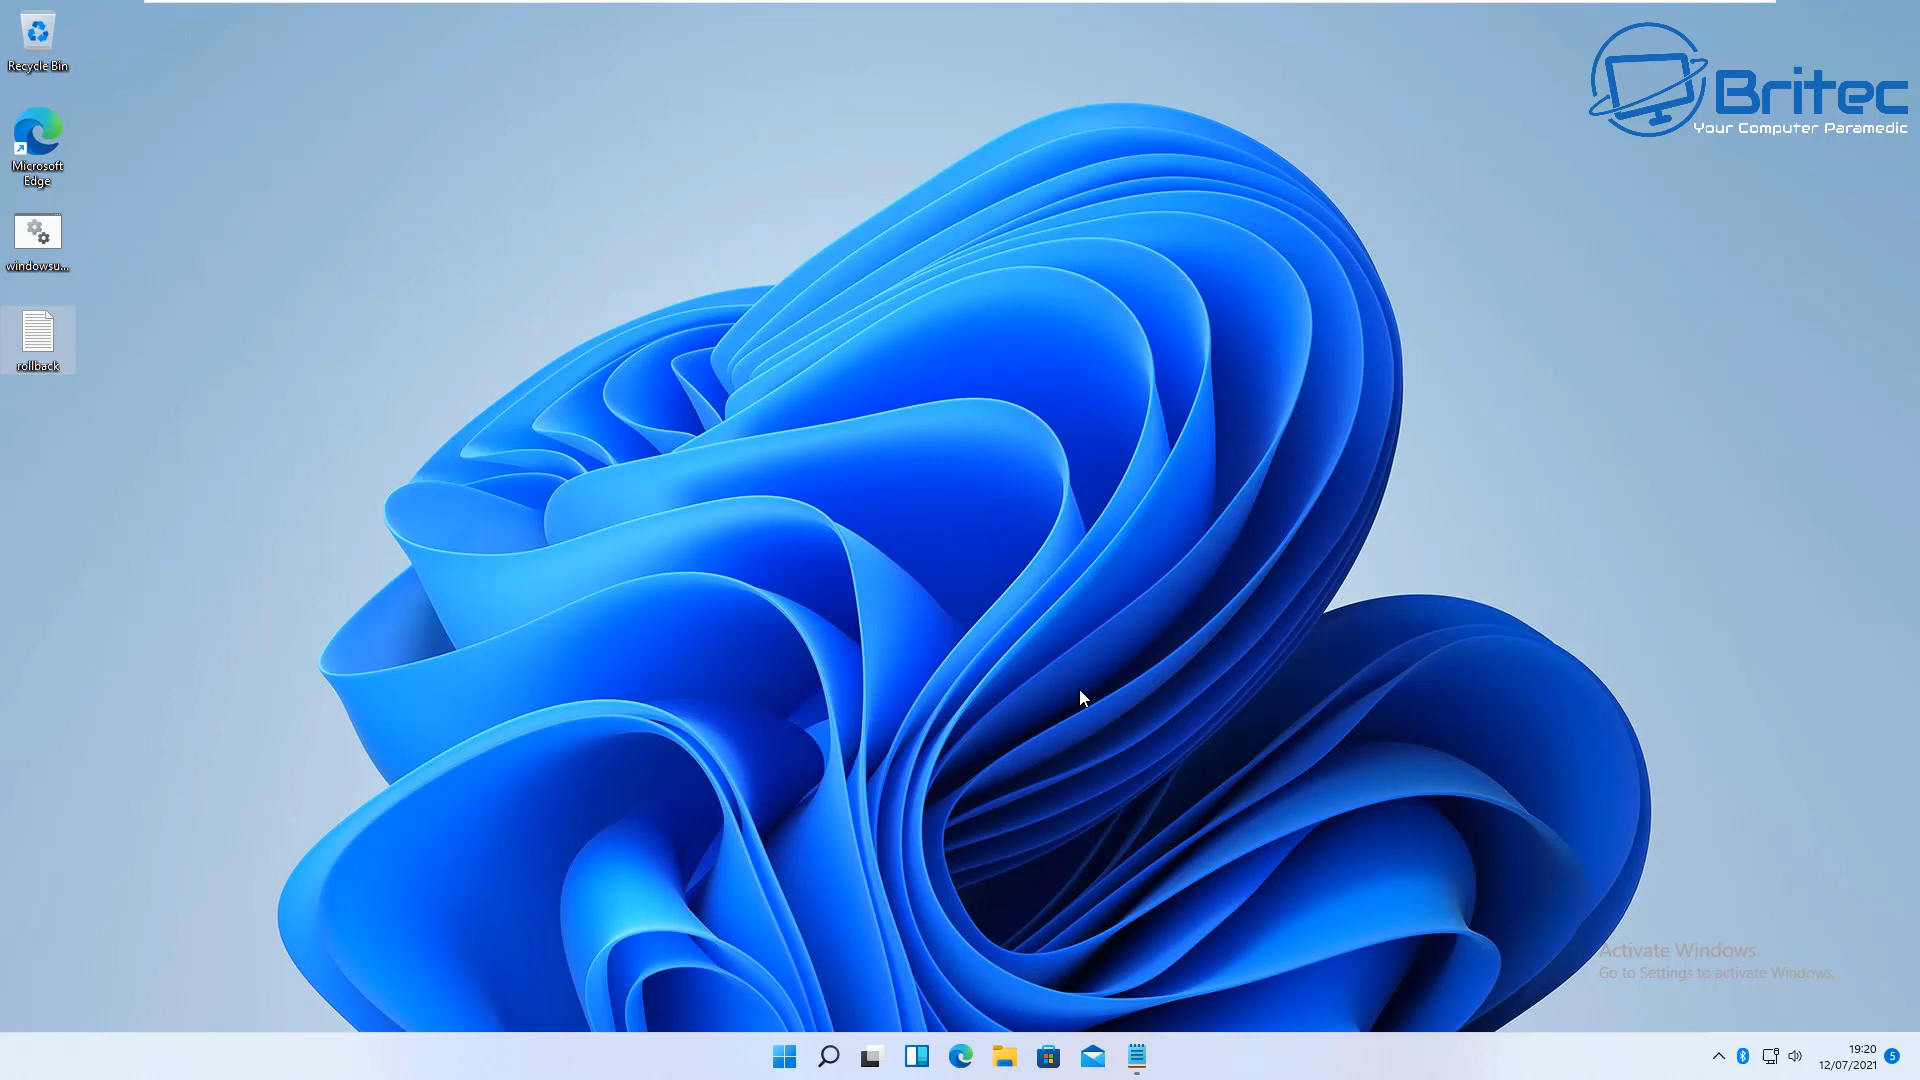 Recycle Bin
Microsoft
Edge
windowsu...
rollback
Britec
Your Computer Paramedic
Activate Windows
Go to Settings to activate Windows.
19:20
12/07/2021
5